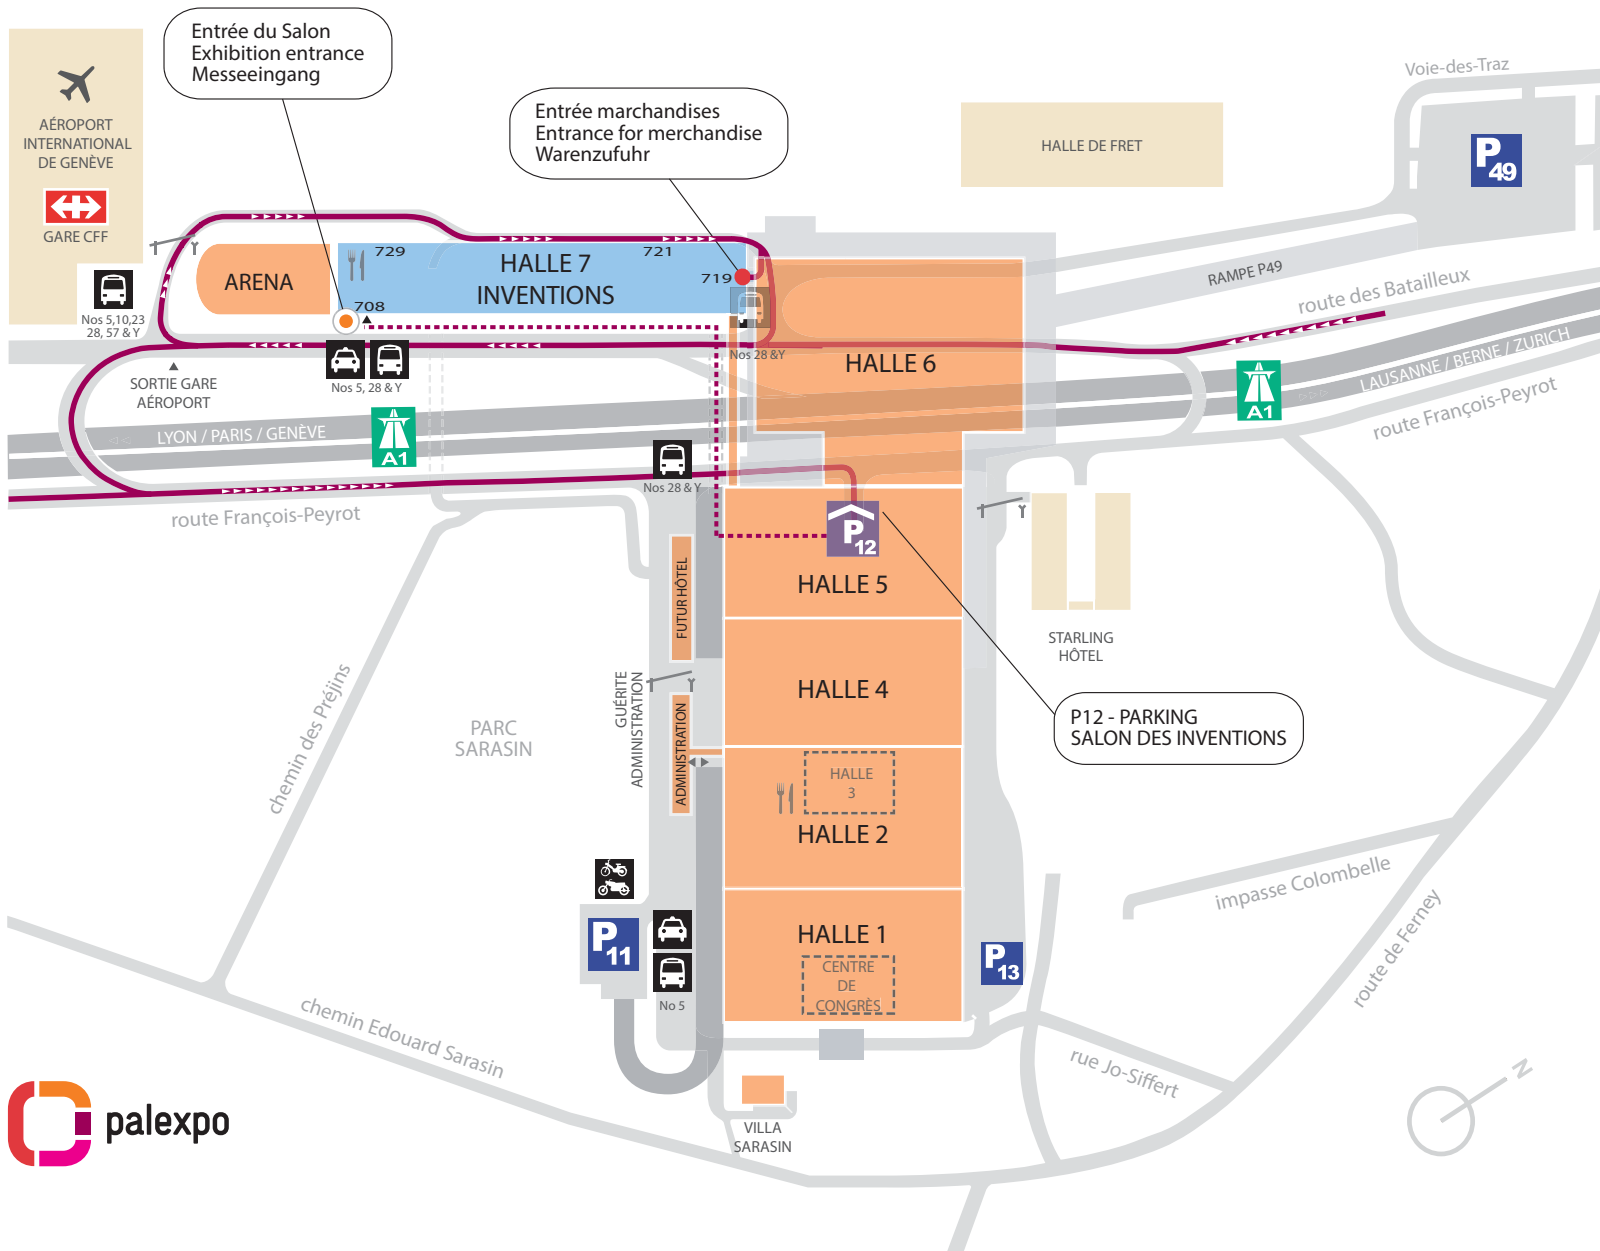 Entrée du Salon
Exhibition entrance
Messeeingang
Entrée marchandises
Entrance for merchandise
Warenzufuhr
Voie-des-Traz
AÉROPORT
INTERNATIONAL
DE GENÈVE
GARE CFF
HALLE DE FRET
P
49
RAMPE P49
route des Batailleux
729
721
719
708
ARENA
HALLE 7
INVENTIONS
Nos 5,10,23
28, 57 & Y
Nos 28 & Y
Nos 5, 28 & Y
SORTIE GARE
AÉROPORT
HALLE 6
A1
LAUSANNE / BERNE / ZURICH
route François-Peyrot
LYON / PARIS / GENÈVE
A1
Nos 28 & Y
route François-Peyrot
P
12
HALLE 5
FUTUR HÔTEL
STARLING
HÔTEL
HALLE 4
GUÉRITE
ADMINISTRATION
ADMINISTRATION
P12 - PARKING
SALON DES INVENTIONS
chemin des Préjins
PARC
SARASIN
HALLE
3
HALLE 2
impasse Colombelle
route de Ferney
P
11
No 5
HALLE 1
CENTRE
DE
CONGRÈS
P
13
chemin Edouard Sarasin
rue Jo-Siffert
N
VILLA
SARASIN
palexpo